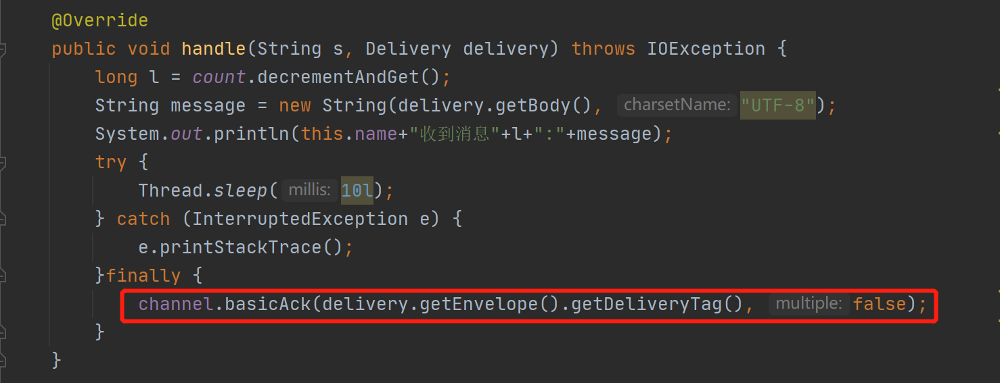 @Override
public void handle(String s, Delivery delivery) throws IOException {
long l = count.decrementAndGet();
String message = new String(delivery.getBody(), charsetName: "UTF-8");
System.out.println(this.name+"收到消息"+l+":"+message);
try {
Thread.sleep( millis: 10l);
} catch (InterruptedException e) {
e.printStackTrace();
}finally {
channel.basicAck(delivery.getEnvelope().getDeliveryTag(), multiple: false);
}
}